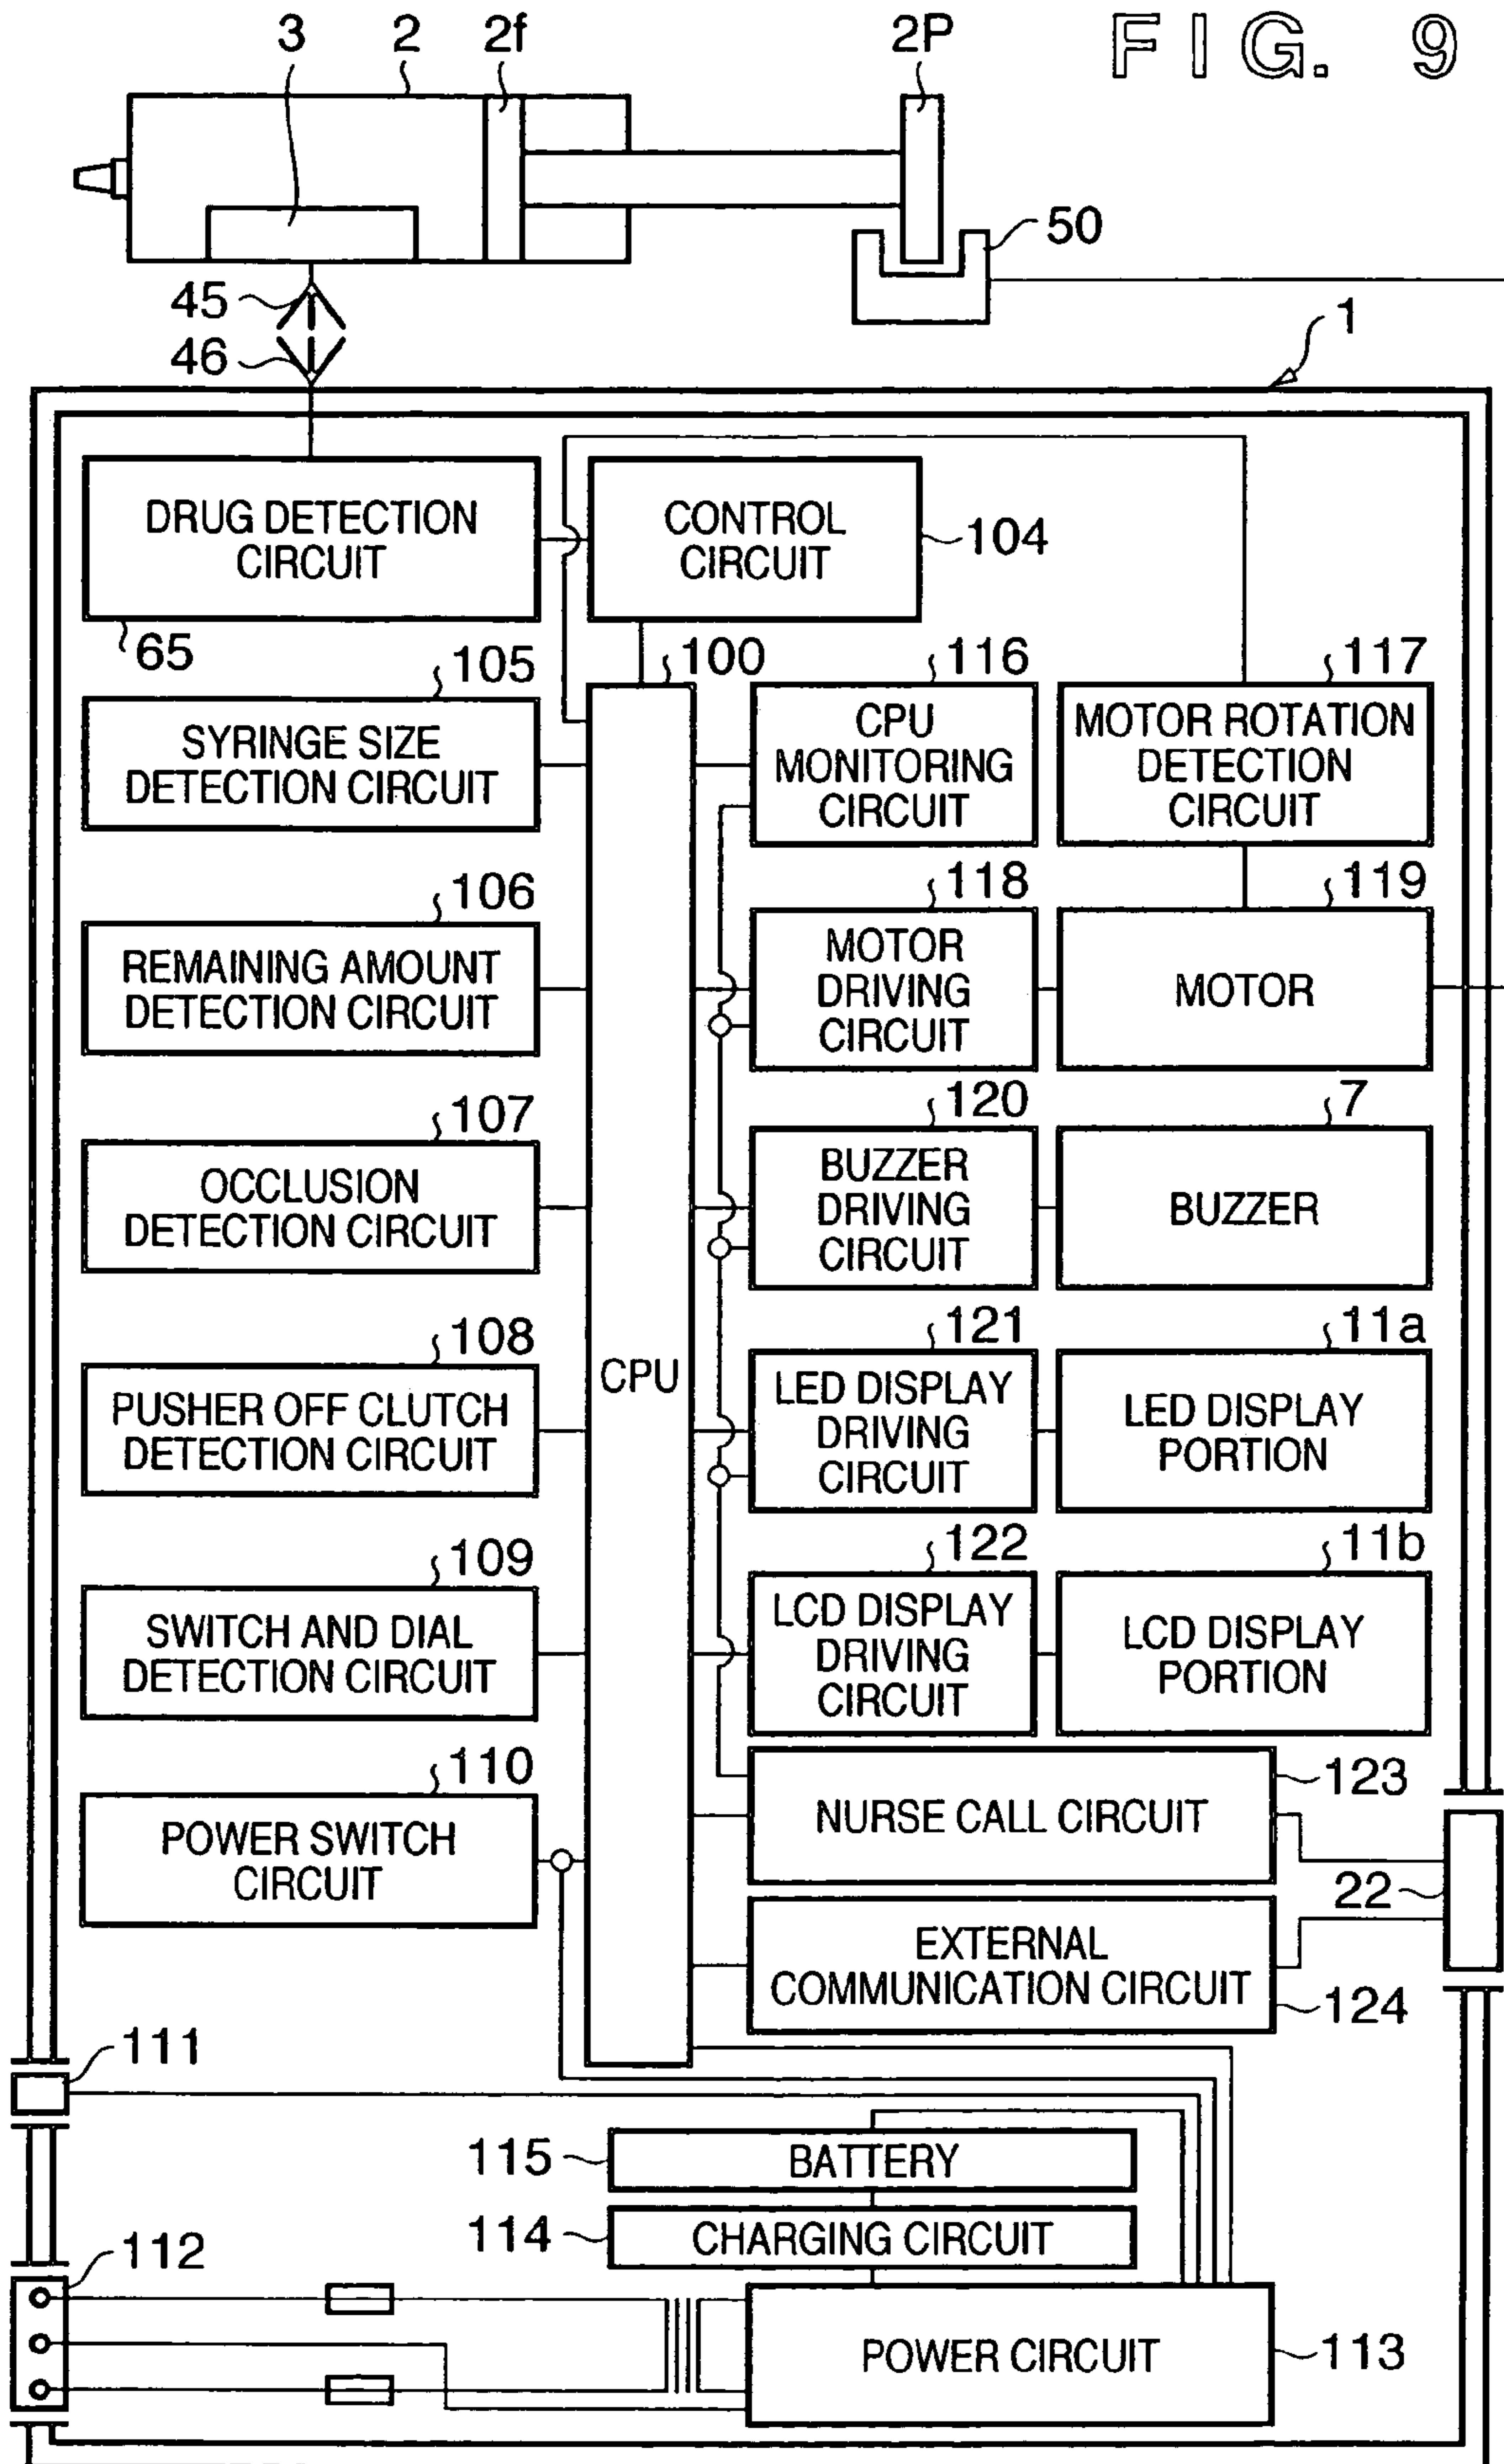 FIG. 9
3 2 2f 2P
50
45
46
1
DRUG DETECTION
CIRCUIT
CONTROL
CIRCUIT
104
65
105
100
116
117
SYRINGE SIZE
DETECTION CIRCUIT
CPU
MONITORING
CIRCUIT
MOTOR ROTATION
DETECTION
CIRCUIT
106
118
119
REMAINING AMOUNT
DETECTION CIRCUIT
MOTOR
DRIVING
CIRCUIT
MOTOR
107
120
7
OCCLUSION
DETECTION CIRCUIT
BUZZER
DRIVING
CIRCUIT
BUZZER
108
121
11a
PUSHER OFF CLUTCH
DETECTION CIRCUIT
CPU
LED DISPLAY
DRIVING
CIRCUIT
LED DISPLAY
PORTION
109
122
11b
SWITCH AND DIAL
DETECTION CIRCUIT
LCD DISPLAY
DRIVING
CIRCUIT
LCD DISPLAY
PORTION
110
123
POWER SWITCH
CIRCUIT
NURSE CALL CIRCUIT
22
EXTERNAL
COMMUNICATION CIRCUIT
124
111
115
BATTERY
114
CHARGING CIRCUIT
112
POWER CIRCUIT
113